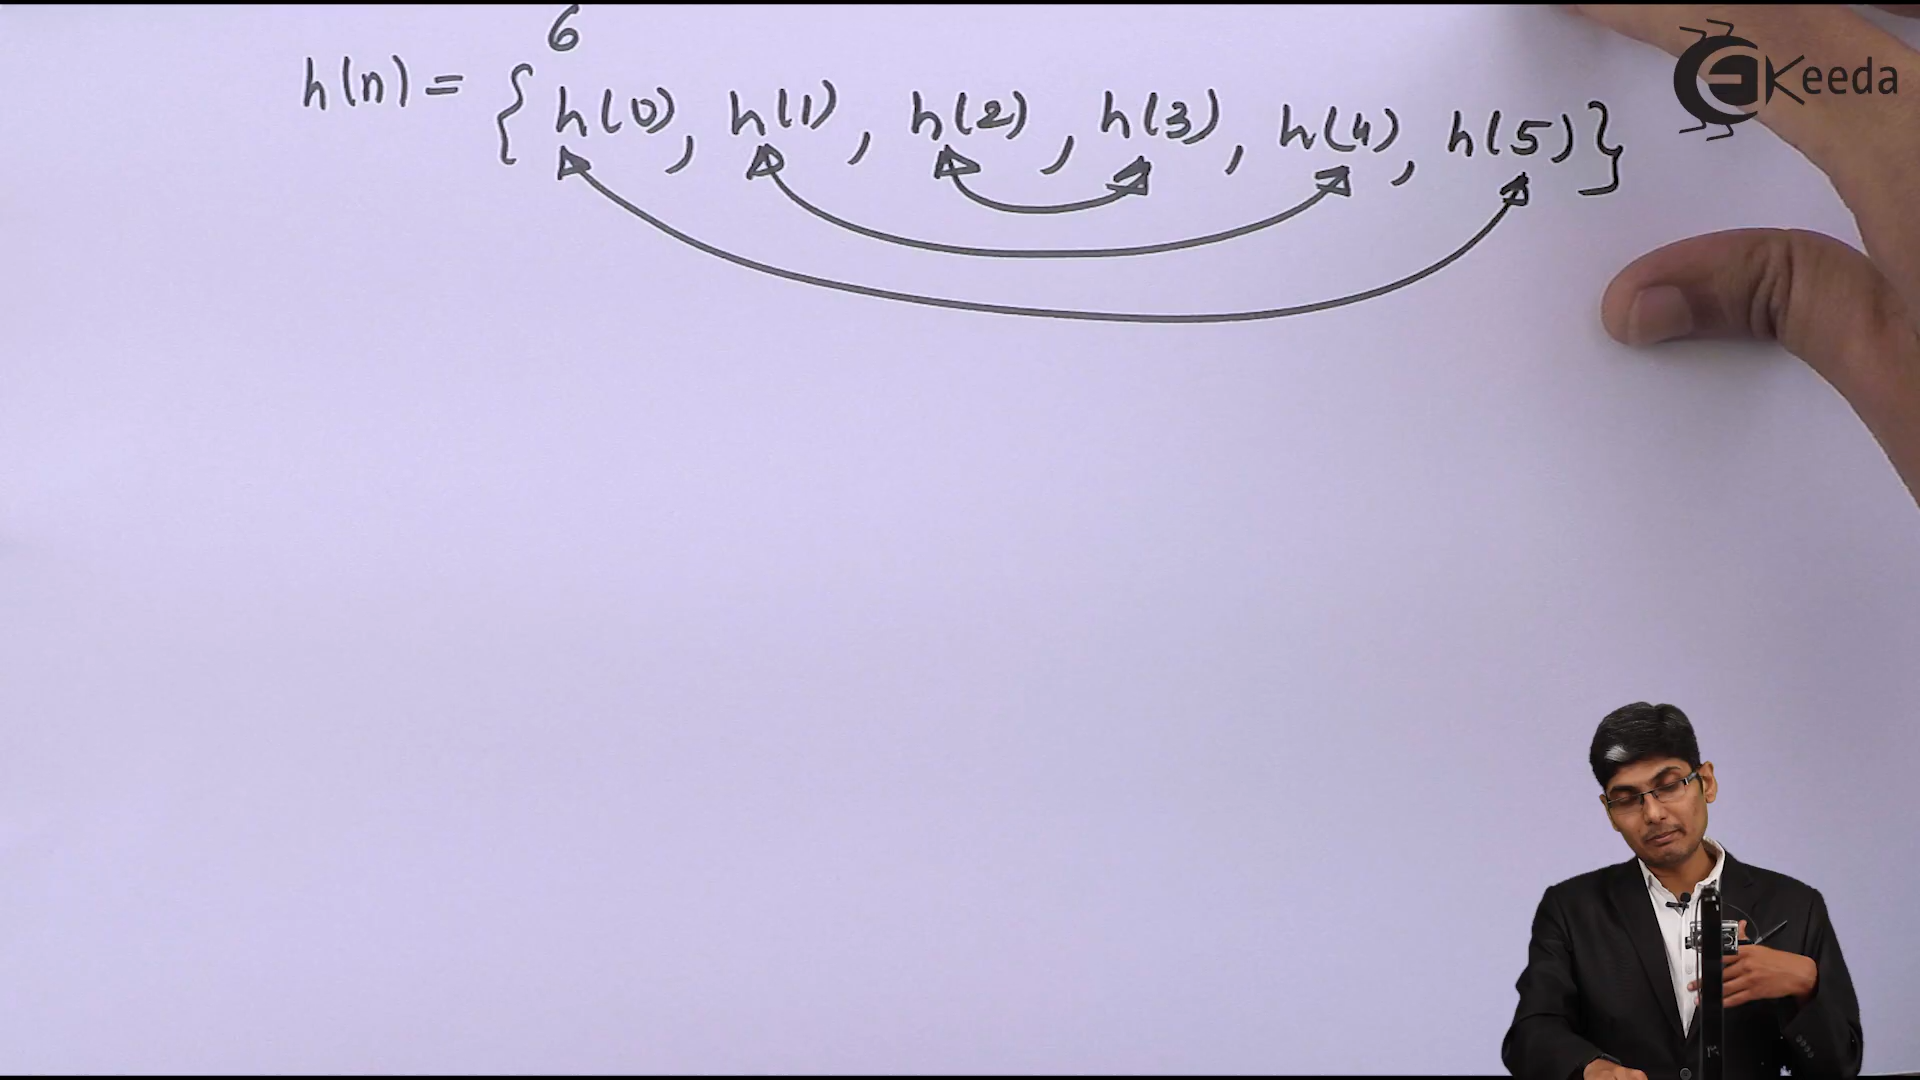 6
h(n) = {h(0), h(1), h(2), h(3), h(4), h(5)}
Keeda